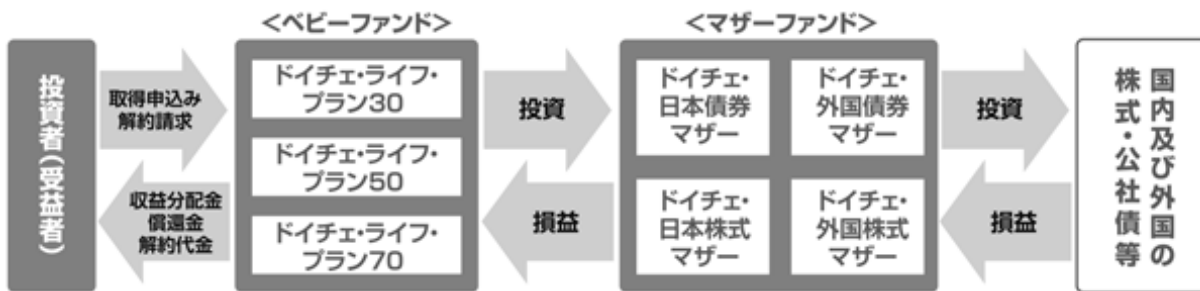 <ベビーファンド>
<マザーファンド>
投資者(受益者)
取得申込み
解約請求
収益分配金
償還金
解約代金
ドイチェ・ライフ・
プラン30
ドイチェ・ライフ・
プラン50
ドイチェ・ライフ・
プラン70
投資
損益
ドイチェ・
日本債券
マザー
ドイチェ・
外国債券
マザー
ドイチェ・
日本株式
マザー
ドイチェ・
外国株式
マザー
投資
損益
国内及び外国の
株式・公社債等